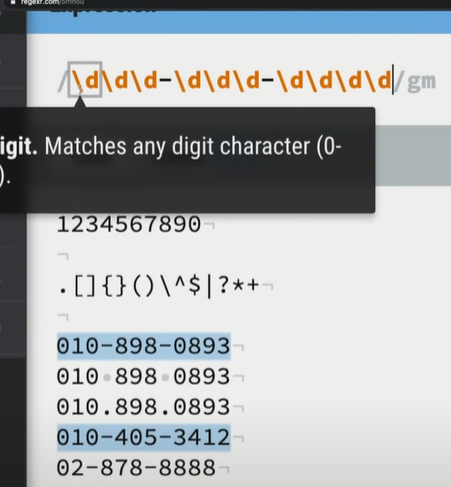 regexr.com/5mhou
Expression
/\d\d\d-\d\d\d-\d\d\d\d/gm
igit. Matches any digit character (0-
).
1234567890¬
¬
.[]{}()\^$|?*+¬
¬
010-898-0893¬
010•898•0893¬
010.898.0893¬
010-405-3412¬
02-878-8888¬